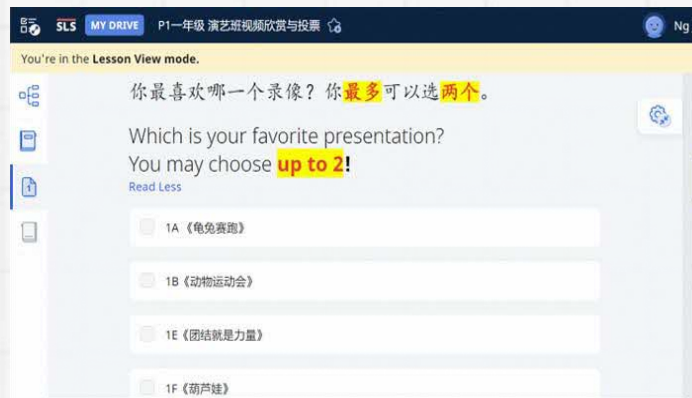 SLS MY DRIVE P1一年级 演艺班视频欣赏与投票 Ng
You're in the Lesson View mode.
你最喜欢哪一个录像？你最多可以选两个。
Which is your favorite presentation?
You may choose up to 2!
Read Less
1A 《龟兔赛跑》
1B《动物运动会》
1E《团结就是力量》
1F《葫芦娃》